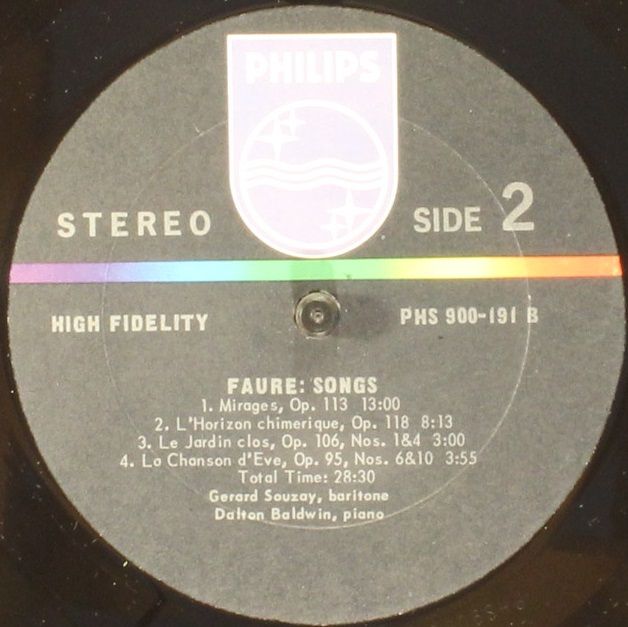 PHILIPS
STEREO
SIDE 2
HIGH FIDELITY
PHS 900-191 B
FAURE: SONGS
1. Mirages, Op. 113 13:00
2. L'Horizon chimerique, Op. 118 8:13
3. Le Jardin clos, Op. 106, Nos. 1&4 3:00
4. La Chanson d'Eve, Op. 95, Nos. 6&10 3:55
Total Time: 28:30
Gerard Souzay, baritone
Dalton Baldwin, piano